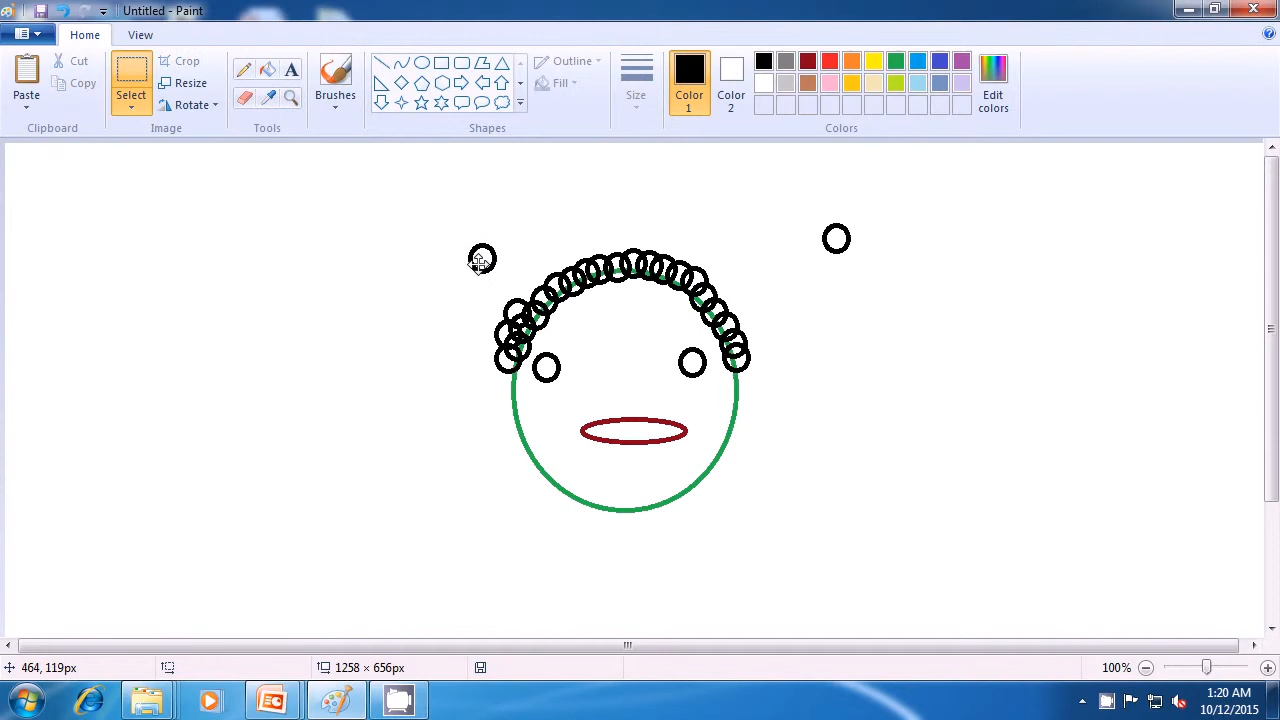 Untitled - Paint
Home View
Paste
Cut
Copy
Clipboard
Select
Crop
Resize
Rotate
Image
A
Tools
Brushes
Outline
Fill
Shapes
Size
Color 1
Color 2
Edit colors
Colors
464, 119px
1258 × 656px
100%
1:20 AM
10/12/2015